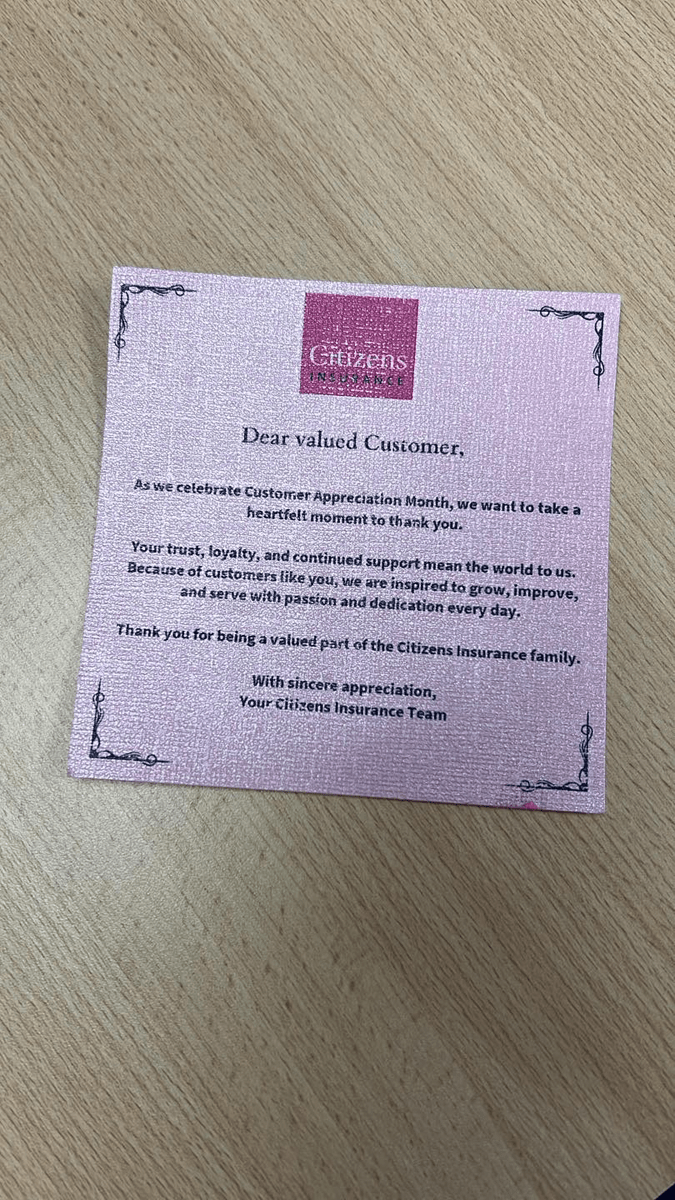 Citizens
INSURANCE
Dear valued Customer,
As we celebrate Customer Appreciation Month, we want to take a
heartfelt moment to thank you.
Your trust, loyalty, and continued support mean the world to us.
Because of customers like you, we are inspired to grow, improve,
and serve with passion and dedication every day.
Thank you for being a valued part of the Citizens Insurance family.
With sincere appreciation,
Your Citizens Insurance Team